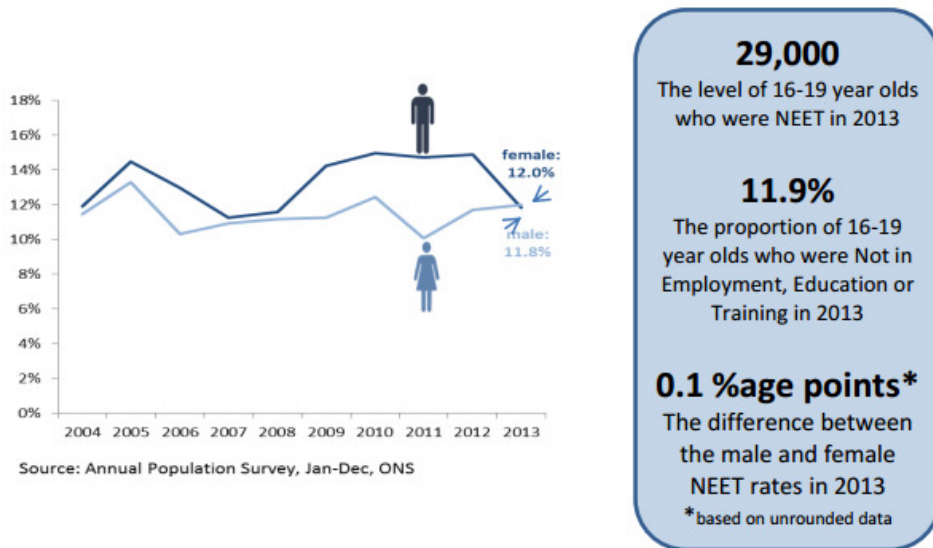 18%
16%
14%
12%
10%
8%
6%
4%
2%
0%
female:
12.0%
male:
11.8%
2004 2005 2006 2007 2008 2009 2010 2011 2012 2013
Source: Annual Population Survey, Jan-Dec, ONS
29,000
The level of 16-19 year olds
who were NEET in 2013
11.9%
The proportion of 16-19
year olds who were Not in
Employment, Education or
Training in 2013
0.1 %age points*
The difference between
the male and female
NEET rates in 2013
*based on unrounded data